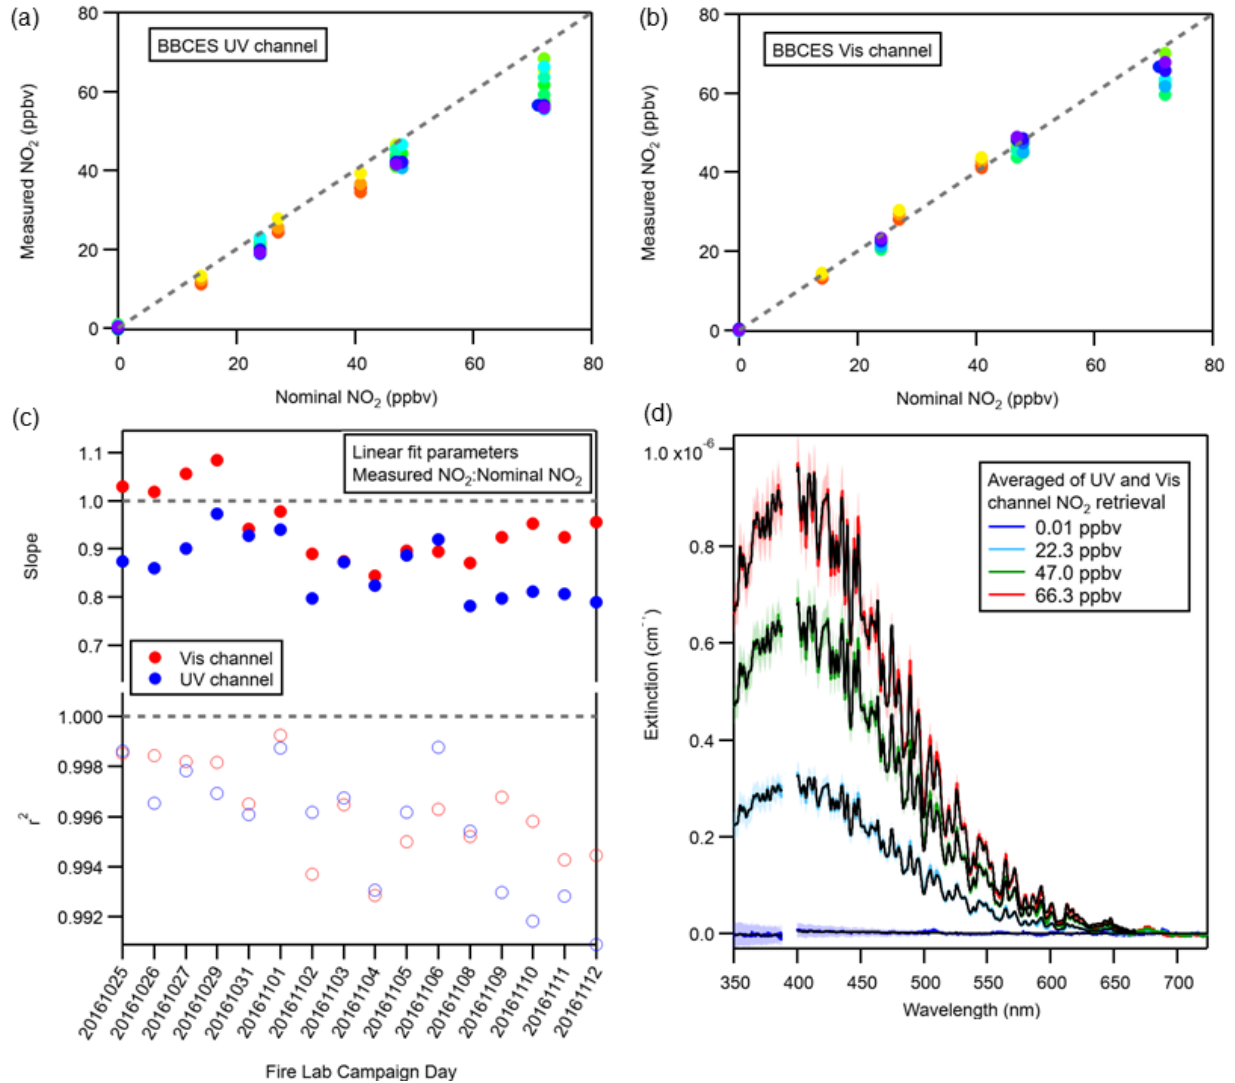 (a)
BBCES UV channel
Measured NO₂ (ppbv)
80
60
40
20
0
0 20 40 60 80
Nominal NO₂ (ppbv)
(b)
BBCES Vis channel
Measured NO₂ (ppbv)
80
60
40
20
0
0 20 40 60 80
Nominal NO₂ (ppbv)
(c)
Linear fit parameters
Measured NO₂:Nominal NO₂
Slope
1.1
1.0
0.9
0.8
0.7
Vis channel
UV channel
r²
1.000
0.998
0.996
0.994
0.992
20161025
20161026
20161027
20161029
20161031
20161101
20161102
20161103
20161104
20161105
20161106
20161108
20161109
20161110
20161111
20161112
Fire Lab Campaign Day
(d)
Averaged of UV and Vis
channel NO₂ retrieval
0.01 ppbv
22.3 ppbv
47.0 ppbv
66.3 ppbv
Extinction (cm⁻¹)
1.0 x10⁻⁶
0.8
0.6
0.4
0.2
0.0
350 400 450 500 550 600 650 700
Wavelength (nm)